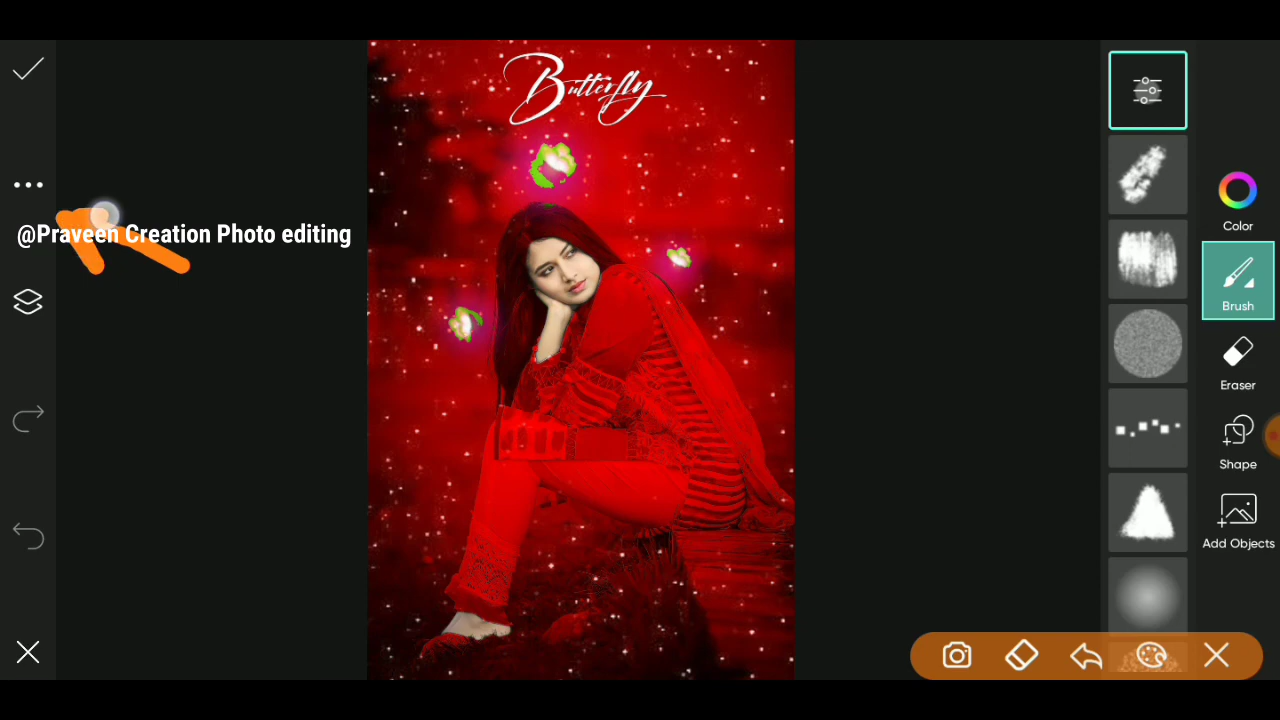 Butterfly
@Praveen Creation Photo editing
Color
Brush
Eraser
Shape
Add Objects